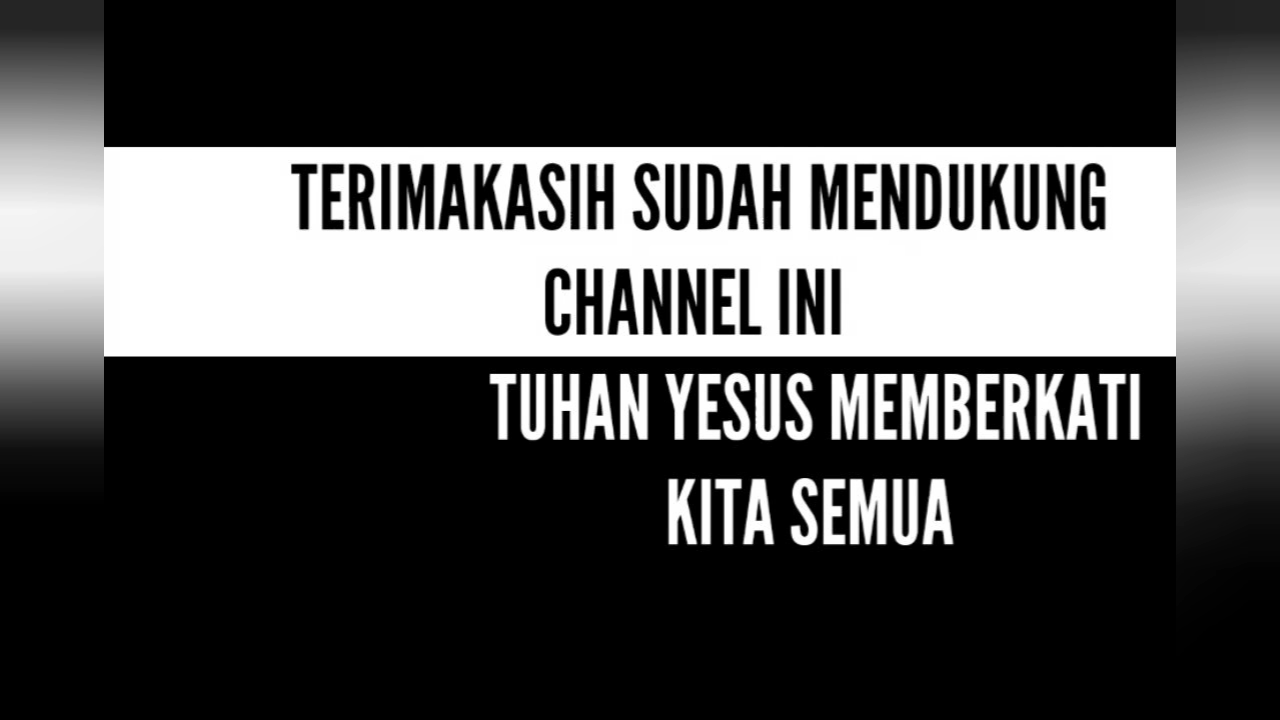 TERIMAKASIH SUDAH MENDUKUNG
CHANNEL INI
TUHAN YESUS MEMBERKATI
KITA SEMUA